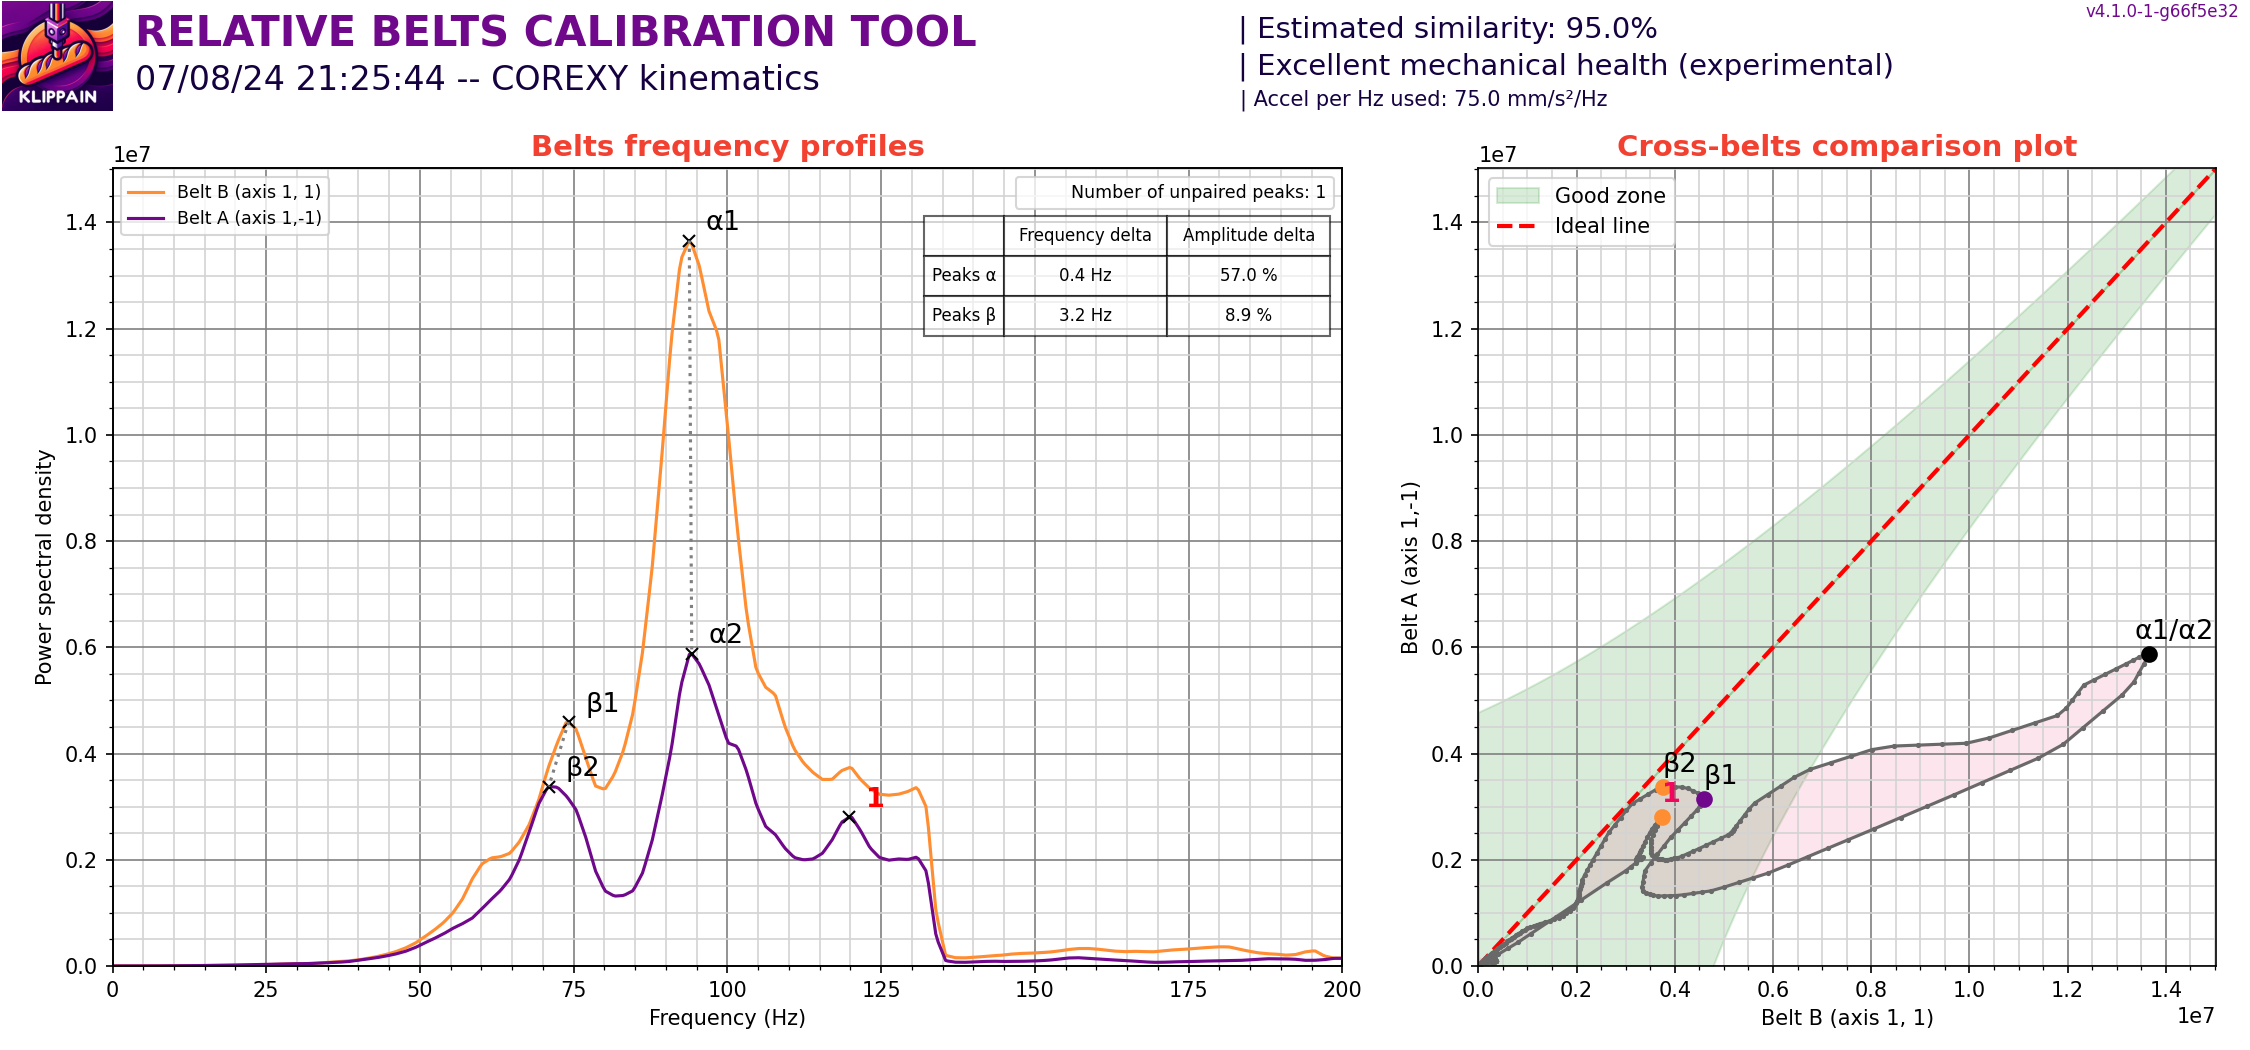 KLIPPAIN
RELATIVE BELTS CALIBRATION TOOL
07/08/24 21:25:44 -- COREXY kinematics
| Estimated similarity: 95.0%
| Excellent mechanical health (experimental)
| Accel per Hz used: 75.0 mm/s²/Hz
v4.1.0-1-g66f5e32
Belts frequency profiles
1e7
Belt B (axis 1, 1)
Belt A (axis 1,-1)
Number of unpaired peaks: 1
Frequency delta Amplitude delta
Peaks α 0.4 Hz 57.0 %
Peaks β 3.2 Hz 8.9 %
α1
α2
β1
β2
1
Power spectral density
1.4
1.2
1.0
0.8
0.6
0.4
0.2
0.0
0 25 50 75 100 125 150 175 200
Frequency (Hz)
Cross-belts comparison plot
1e7
Good zone
Ideal line
α1/α2
β2
β1
1
Belt A (axis 1,-1)
1.4
1.2
1.0
0.8
0.6
0.4
0.2
0.0
0.0 0.2 0.4 0.6 0.8 1.0 1.2 1.4
1e7
Belt B (axis 1, 1)